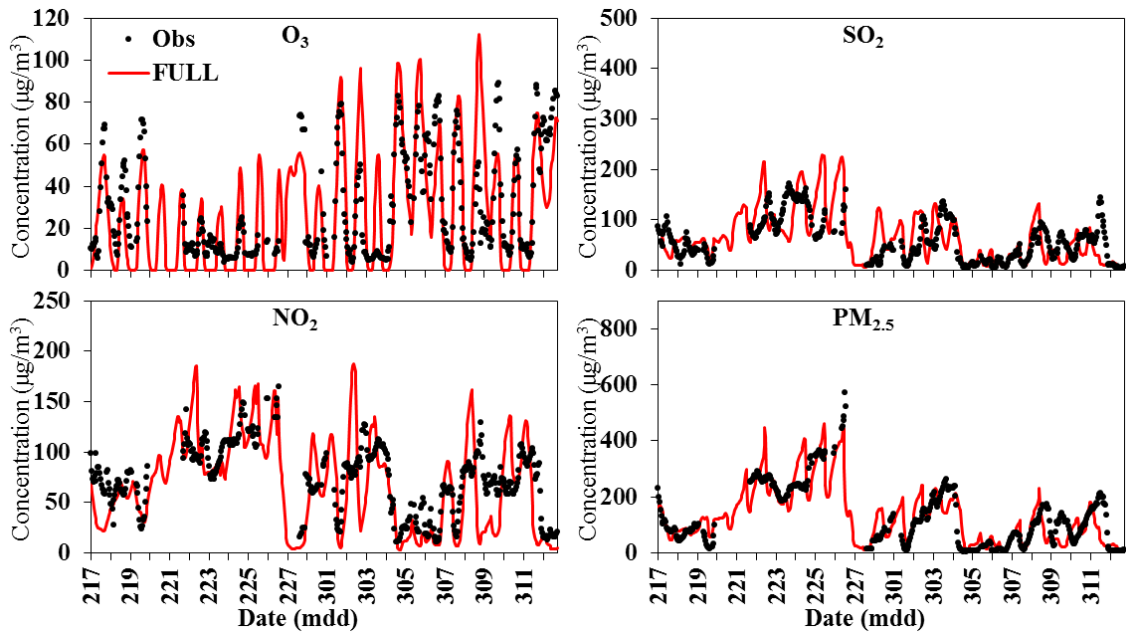 O₃
Obs
FULL
Concentration (µg/m³)
120
100
80
60
40
20
0
SO₂
Concentration (µg/m³)
500
400
300
200
100
0
NO₂
Concentration (µg/m³)
250
200
150
100
50
0
217 219 221 223 225 227 301 303 305 307 309 311
Date (mdd)
PM₂.₅
Concentration (µg/m³)
800
600
400
200
0
217 219 221 223 225 227 301 303 305 307 309 311
Date (mdd)